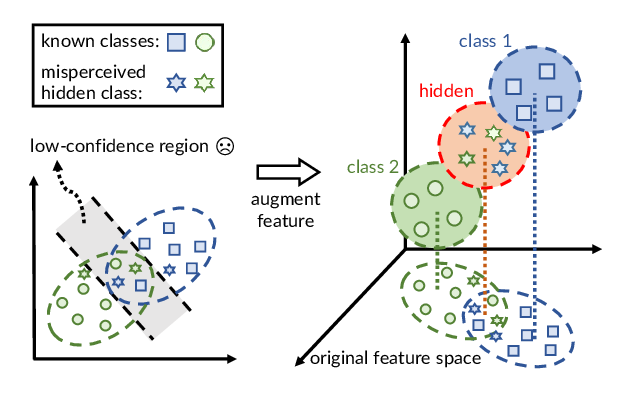 known classes:
misperceived
hidden class:
low-confidence region
augment
feature
class 1
hidden
class 2
original feature space